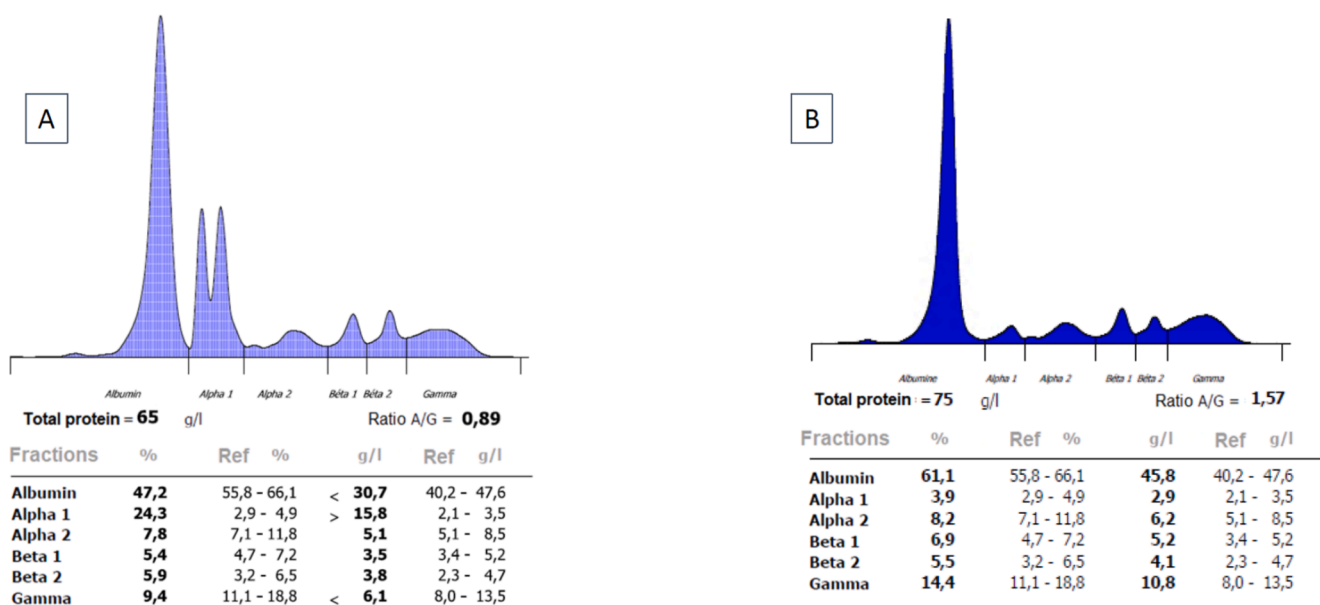 A
Albumin Alpha 1 Alpha 2 Béta 1 Béta 2 Gamma
Total protein = 65 g/l Ratio A/G = 0,89
Fractions % Ref % g/l Ref g/l
Albumin 47,2 55,8 - 66,1 < 30,7 40,2 - 47,6
Alpha 1 24,3 2,9 - 4,9 > 15,8 2,1 - 3,5
Alpha 2 7,8 7,1 - 11,8 5,1 5,1 - 8,5
Beta 1 5,4 4,7 - 7,2 3,5 3,4 - 5,2
Beta 2 5,9 3,2 - 6,5 3,8 2,3 - 4,7
Gamma 9,4 11,1 - 18,8 < 6,1 8,0 - 13,5
B
Albumine Alpha 1 Alpha 2 Béta 1 Béta 2 Gamma
Total protein : = 75 g/l Ratio A/G = 1,57
Fractions % Ref % g/l Ref g/l
Albumin 61,1 55,8 - 66,1 45,8 40,2 - 47,6
Alpha 1 3,9 2,9 - 4,9 2,9 2,1 - 3,5
Alpha 2 8,2 7,1 - 11,8 6,2 5,1 - 8,5
Beta 1 6,9 4,7 - 7,2 5,2 3,4 - 5,2
Beta 2 5,5 3,2 - 6,5 4,1 2,3 - 4,7
Gamma 14,4 11,1 - 18,8 10,8 8,0 - 13,5